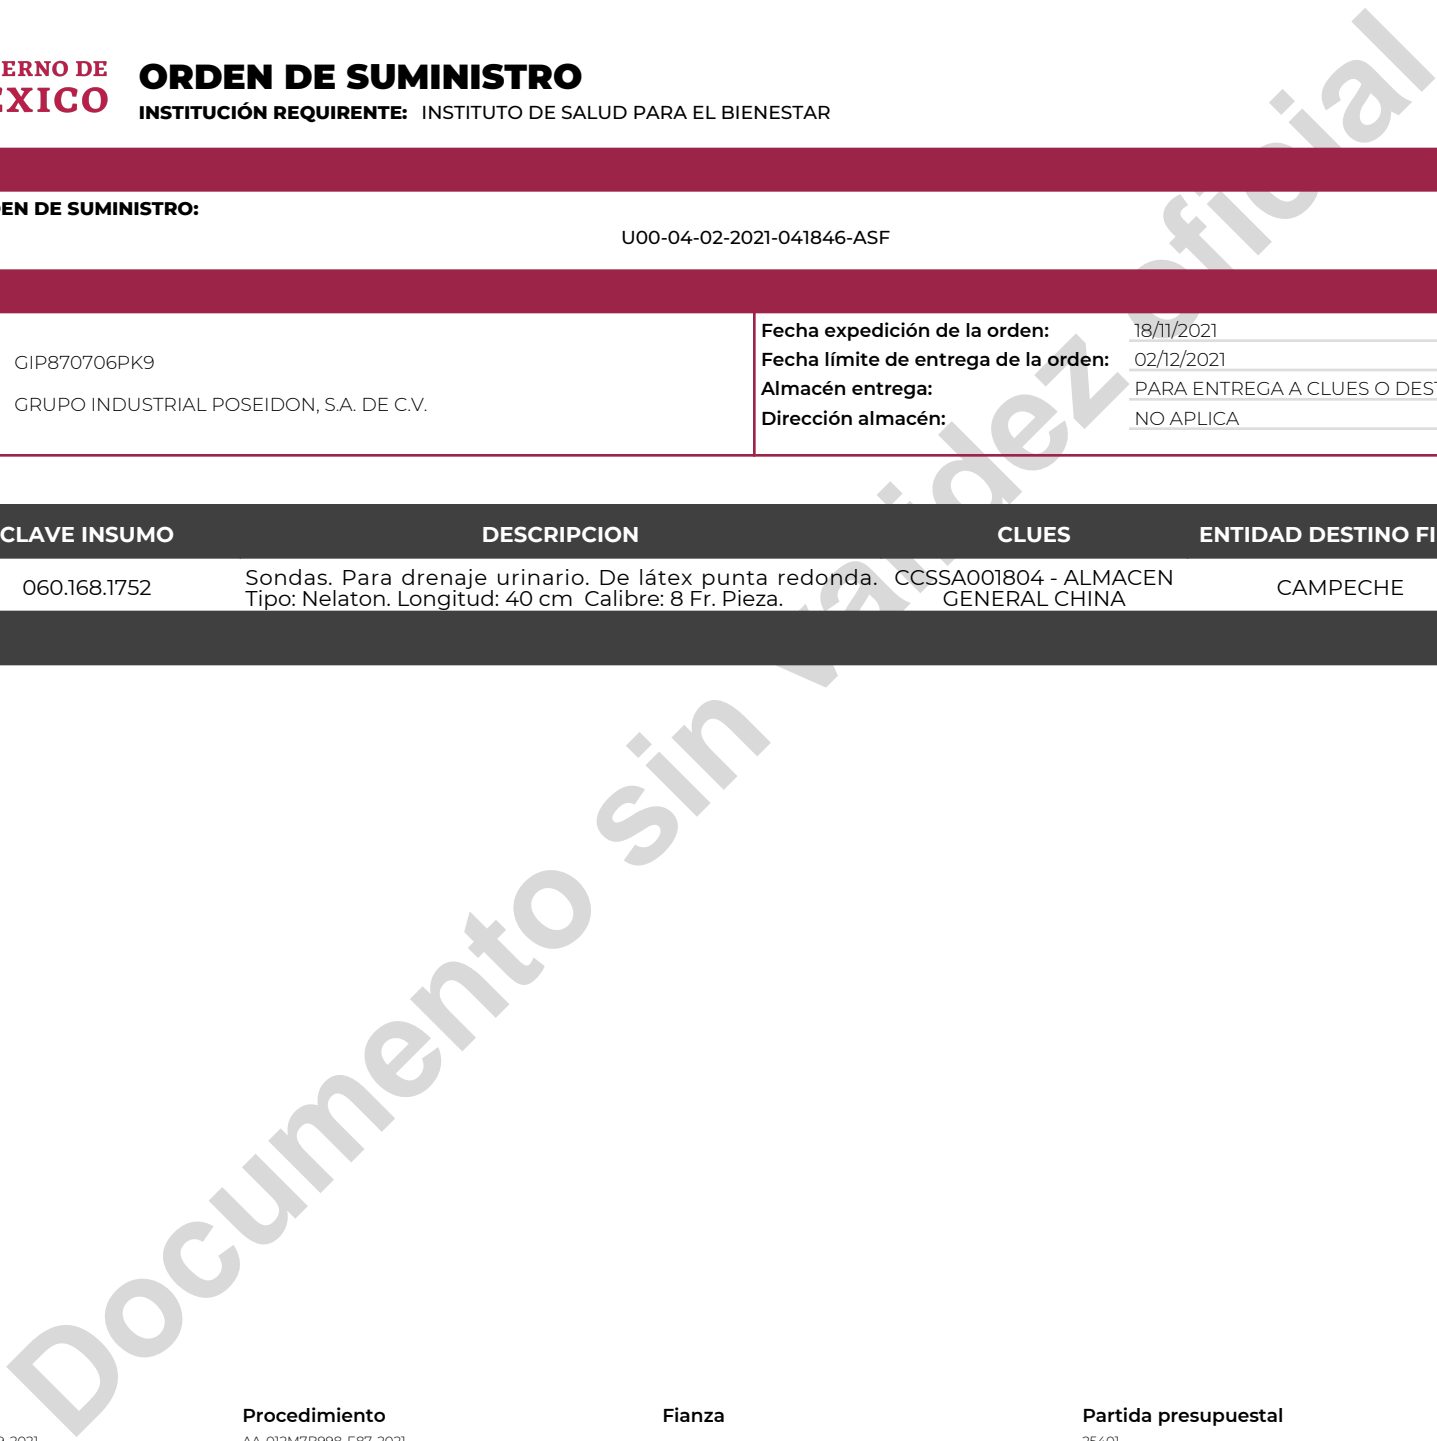 ERNO DE
EXICO
ORDEN DE SUMINISTRO
INSTITUCIÓN REQUIRENTE: INSTITUTO DE SALUD PARA EL BIENESTAR
EN DE SUMINISTRO:
U00-04-02-2021-041846-ASF
GIP870706PK9
GRUPO INDUSTRIAL POSEIDON, S.A. DE C.V.
Fecha expedición de la orden: 18/11/2021
Fecha límite de entrega de la orden: 02/12/2021
Almacén entrega: PARA ENTREGA A CLUES O DEST
Dirección almacén: NO APLICA
CLAVE INSUMO DESCRIPCION CLUES ENTIDAD DESTINO FI
060.168.1752 Sondas. Para drenaje urinario. De látex punta redonda. Tipo: Nelaton. Longitud: 40 cm Calibre: 8 Fr. Pieza. CCSSA001804 - ALMACEN GENERAL CHINA CAMPECHE
Documento sin validez oficial
Procedimiento Fianza Partida presupuestal